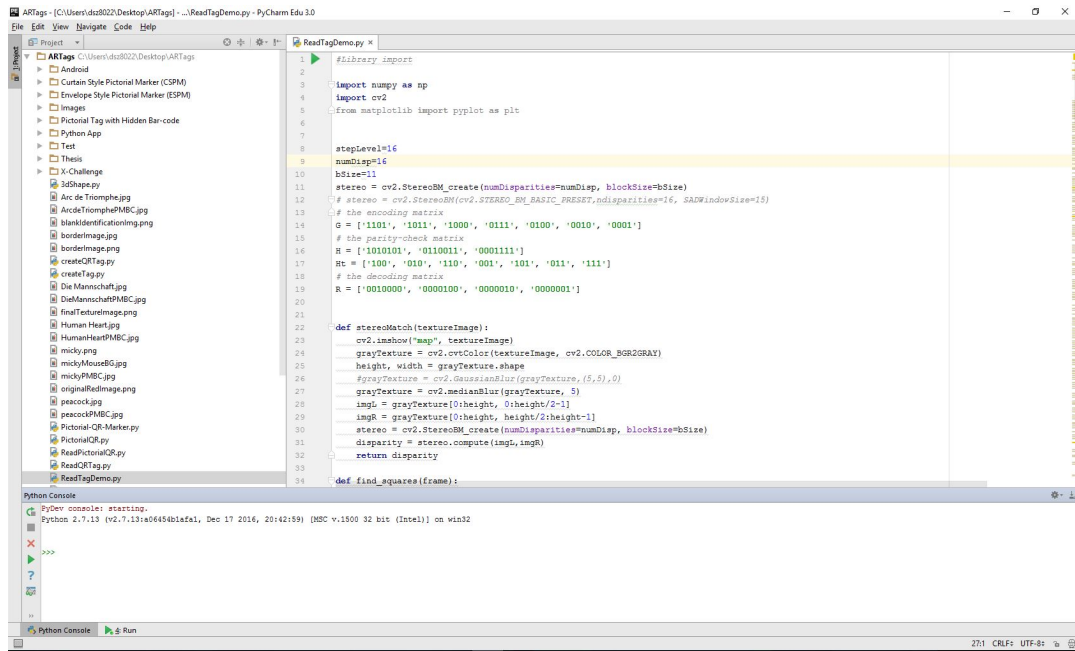 ARTags - [C:\Users\dsz8022\Desktop\ARTags] - ...\ReadTagDemo.py - PyCharm Edu 3.0
File Edit View Navigate Code Help
Project
ReadTagDemo.py ×
1: Project
ARTags C:\Users\dsz8022\Desktop\ARTags
Android
Curtain Style Pictorial Marker (CSPM)
Envelope Style Pictorial Marker (ESPM)
Images
Pictorial Tag with Hidden Bar-code
Python App
Test
Thesis
X-Challenge
3dShape.py
Arc de Triomphe.jpg
ArcdeTriomphePMBC.jpg
blankIdentificationImg.png
borderImage.jpg
borderImage.png
createQRTag.py
createTag.py
Die Mannschaft.jpg
DieMannschaftPMBC.jpg
finalTextureImage.png
Human Heart.jpg
HumanHeartPMBC.jpg
micky.png
mickyMouseBG.jpg
mickyPMBC.jpg
originalRedImage.png
peacock.jpg
peacockPMBC.jpg
Pictorial-QR-Marker.py
PictorialQR.py
ReadPictorialQR.py
ReadQRTag.py
ReadTagDemo.py
1 #Library import
2
3 import numpy as np
4 import cv2
5 from matplotlib import pyplot as plt
6
7
8 stepLevel=16
9 numDisp=16
10 bSize=11
11 stereo = cv2.StereoBM_create(numDisparities=numDisp, blockSize=bSize)
12 # stereo = cv2.StereoBM(cv2.STEREO_BM_BASIC_PRESET,ndisparities=16, SADWindowSize=15)
13 # the encoding matrix
14 G = ['1101', '1011', '1000', '0111', '0100', '0010', '0001']
15 # the parity-check matrix
16 H = ['1010101', '0110011', '0001111']
17 Ht = ['100', '010', '110', '001', '101', '011', '111']
18 # the decoding matrix
19 R = ['0010000', '0000100', '0000010', '0000001']
20
21
22 def stereoMatch(textureImage):
23 cv2.imshow("map", textureImage)
24 grayTexture = cv2.cvtColor(textureImage, cv2.COLOR_BGR2GRAY)
25 height, width = grayTexture.shape
26 #grayTexture = cv2.GaussianBlur(grayTexture,(5,5),0)
27 grayTexture = cv2.medianBlur(grayTexture, 5)
28 imgL = grayTexture[0:height, 0:height/2-1]
29 imgR = grayTexture[0:height, height/2:height-1]
30 stereo = cv2.StereoBM_create(numDisparities=numDisp, blockSize=bSize)
31 disparity = stereo.compute(imgL,imgR)
32 return disparity
33
34 def find_squares(frame):
Python Console
PyDev console: starting.
Python 2.7.13 (v2.7.13:a06454b1afa1, Dec 17 2016, 20:42:59) [MSC v.1500 32 bit (Intel)] on win32
>>>
Python Console 4: Run
27:1 CRLF÷ UTF-8÷